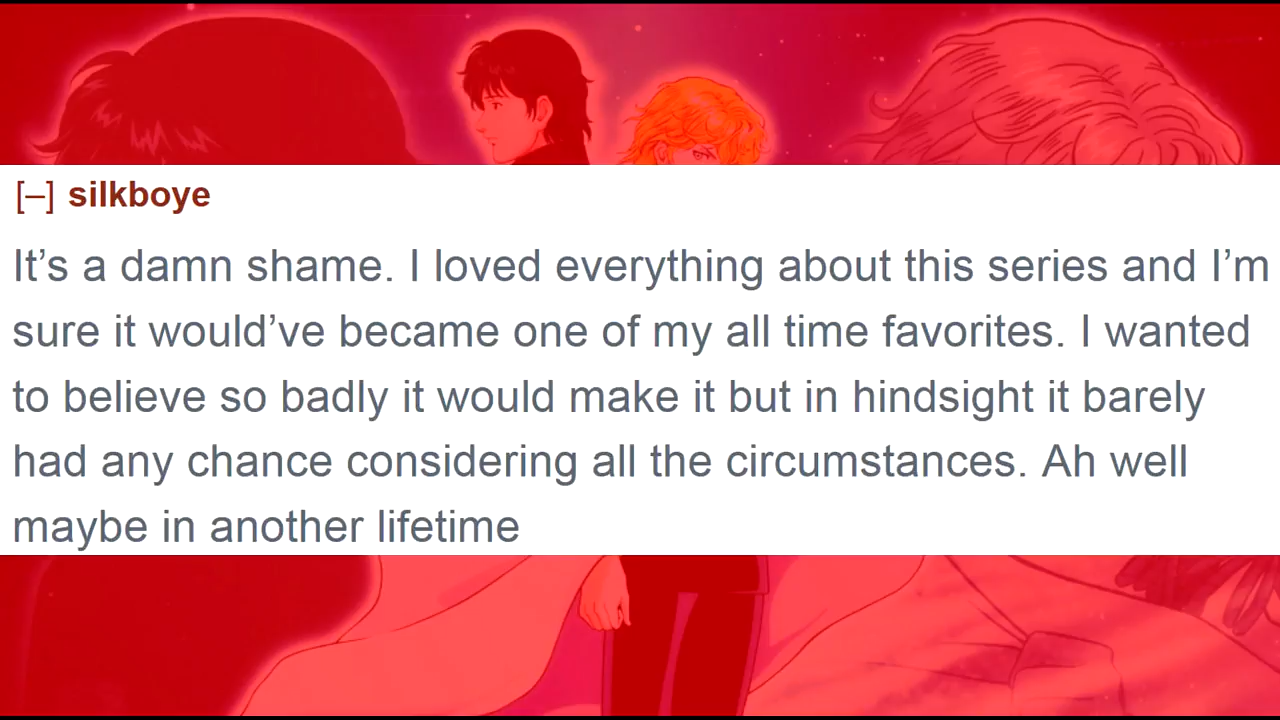 [–] silkboye
It’s a damn shame. I loved everything about this series and I’m
sure it would’ve became one of my all time favorites. I wanted
to believe so badly it would make it but in hindsight it barely
had any chance considering all the circumstances. Ah well
maybe in another lifetime